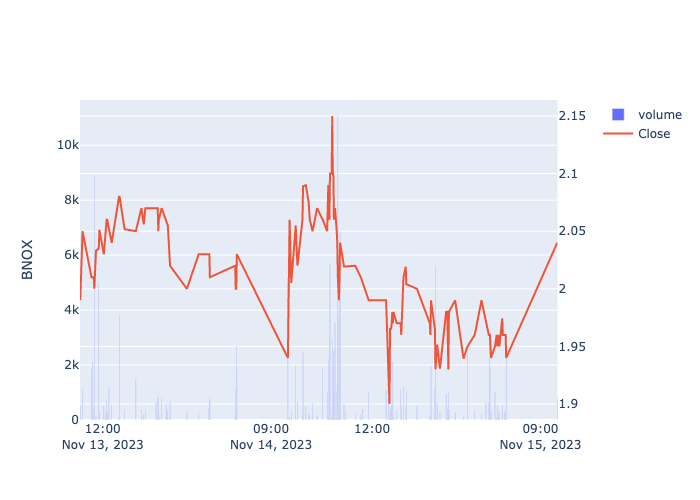 volume
Close
BNOX
10k
8k
6k
4k
2k
0
2.15
2.1
2.05
2
1.95
1.9
12:00
Nov 13, 2023
09:00
Nov 14, 2023
12:00
09:00
Nov 15, 2023